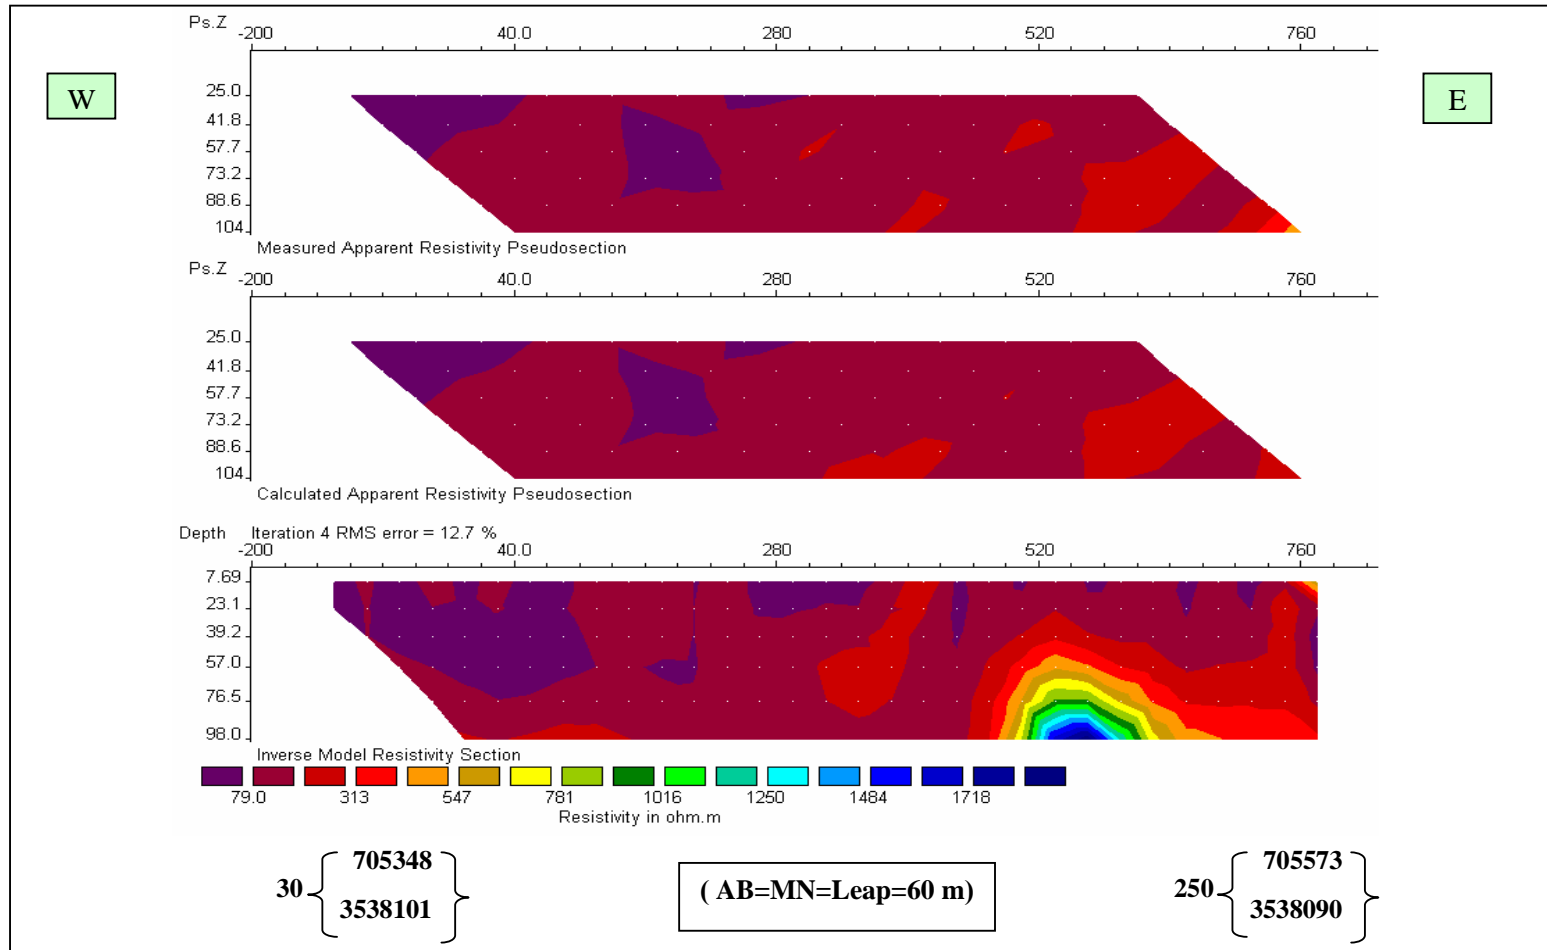 Ps.Z
-200 40.0 280 520 760
W
E
25.0
41.8
57.7
73.2
88.6
104
Measured Apparent Resistivity Pseudosection
Ps.Z
-200 40.0 280 520 760
25.0
41.8
57.7
73.2
88.6
104
Calculated Apparent Resistivity Pseudosection
Depth Iteration 4 RMS error = 12.7 %
-200 40.0 280 520 760
7.69
23.1
39.2
57.0
76.5
98.0
Inverse Model Resistivity Section
79.0 313 547 781 1016 1250 1484 1718
Resistivity in ohm.m
30 705348
3538101
( AB=MN=Leap=60 m)
250 705573
3538090